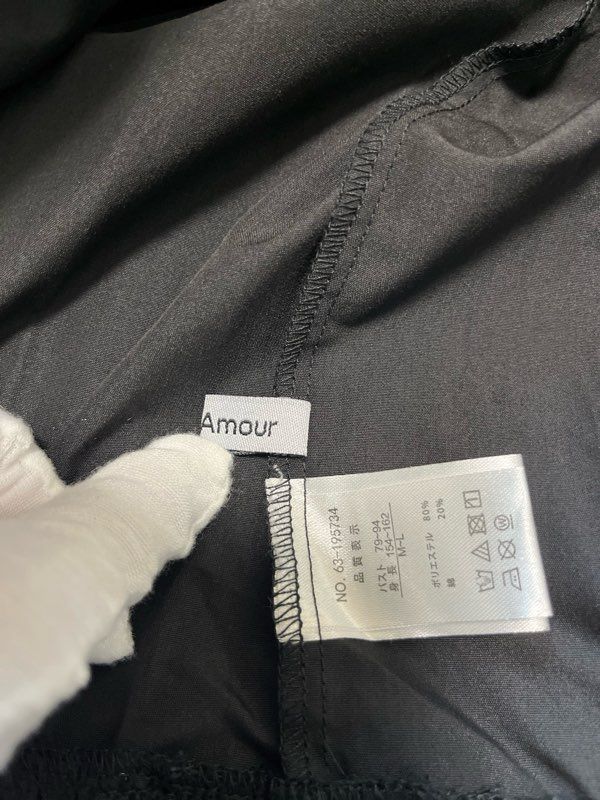 Amour
NO. 63-195734
品質表示
バスト 79-94
身長 154-162
M-L
ポリエステル 80%
綿 20%